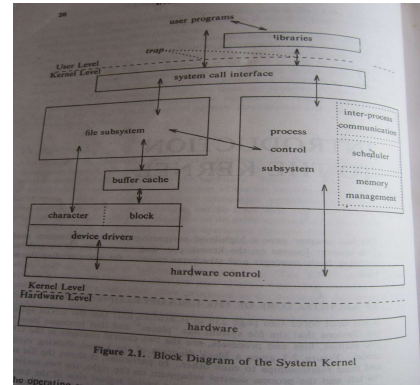 20
user programs
libraries
trap
User Level
Kernel Level
system call interface
inter-process
communication
file subsystem
process
control
subsystem
scheduler
memory
management
buffer cache
character
block
device drivers
hardware control
Kernel Level
Hardware Level
hardware
Figure 2.1. Block Diagram of the System Kernel